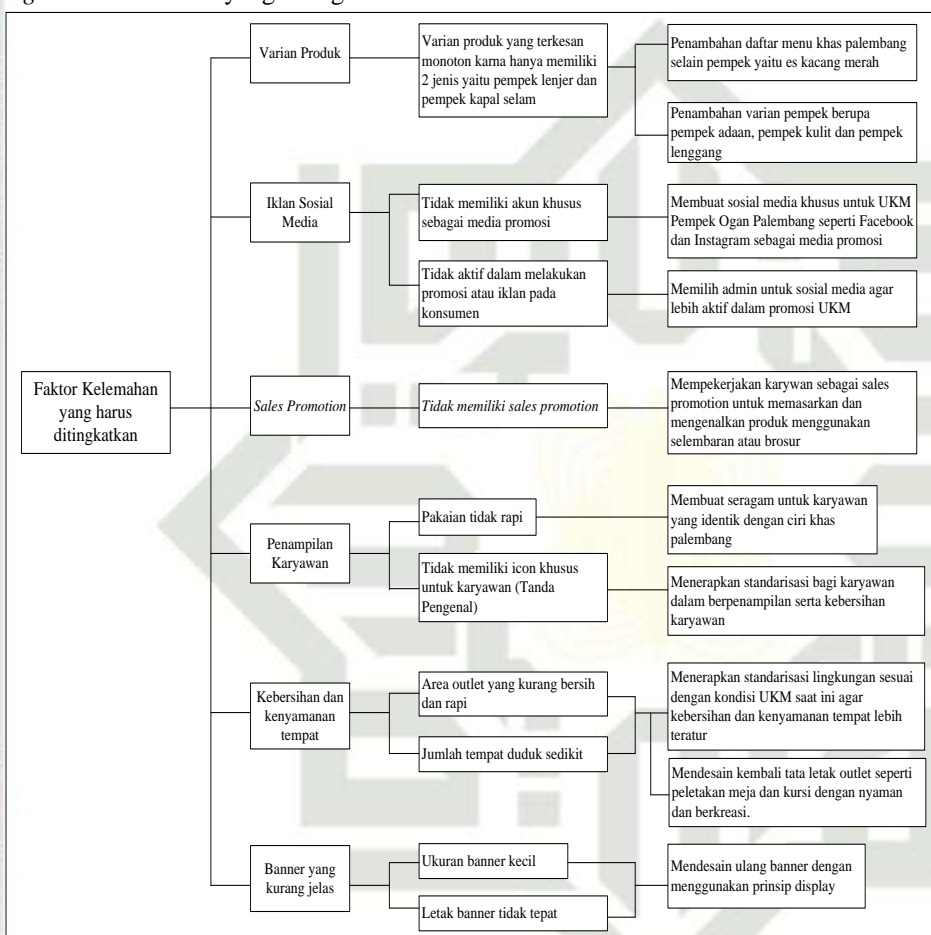 Varian Produk
Varian produk yang terkesan
monoton karna hanya memiliki
2 jenis yaitu pempek lenjer dan
pempek kapal selam
Penambahan daftar menu khas palembang
selain pempek yaitu es kacang merah
Penambahan varian pempek berupa
pempek adaan, pempek kulit dan pempek
lenggang
Iklan Sosial
Media
Tidak memiliki akun khusus
sebagai media promosi
Membuat sosial media khusus untuk UKM
Pempek Ogan Palembang seperti Facebook
dan Instagram sebagai media promosi
Tidak aktif dalam melakukan
promosi atau iklan pada
konsumen
Memilih admin untuk sosial media agar
lebih aktif dalam promosi UKM
Faktor Kelemahan
yang harus
ditingkatkan
Sales Promotion
Tidak memiliki sales promotion
Mempekerjakan karywan sebagai sales
promotion untuk memasarkan dan
mengenalkan produk menggunakan
selembaran atau brosur
Penampilan
Karyawan
Pakaian tidak rapi
Membuat seragam untuk karyawan
yang identik dengan ciri khas
palembang
Tidak memiliki icon khusus
untuk karyawan (Tanda
Pengenal)
Menerapkan standarisasi bagi karyawan
dalam berpenampilan serta kebersihan
karyawan
Kebersihan dan
kenyamanan
tempat
Area outlet yang kurang bersih
dan rapi
Jumlah tempat duduk sedikit
Menerapkan standarisasi lingkungan sesuai
dengan kondisi UKM saat ini agar
kebersihan dan kenyamanan tempat lebih
teratur
Mendesain kembali tata letak outlet seperti
peletakan meja dan kursi dengan nyaman
dan berkreasi.
Banner yang
kurang jelas
Ukuran banner kecil
Letak banner tidak tepat
Mendesain ulang banner dengan
menggunakan prinsip display